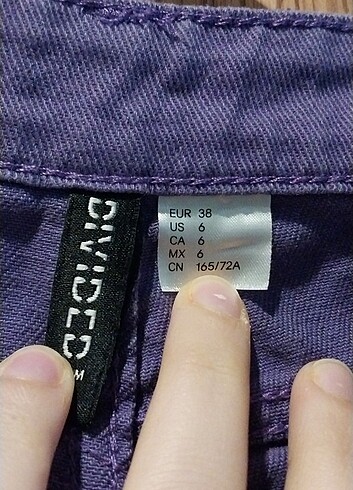 DIVIDED
M
EUR 38
US 6
CA 6
MX 6
CN 165/72A